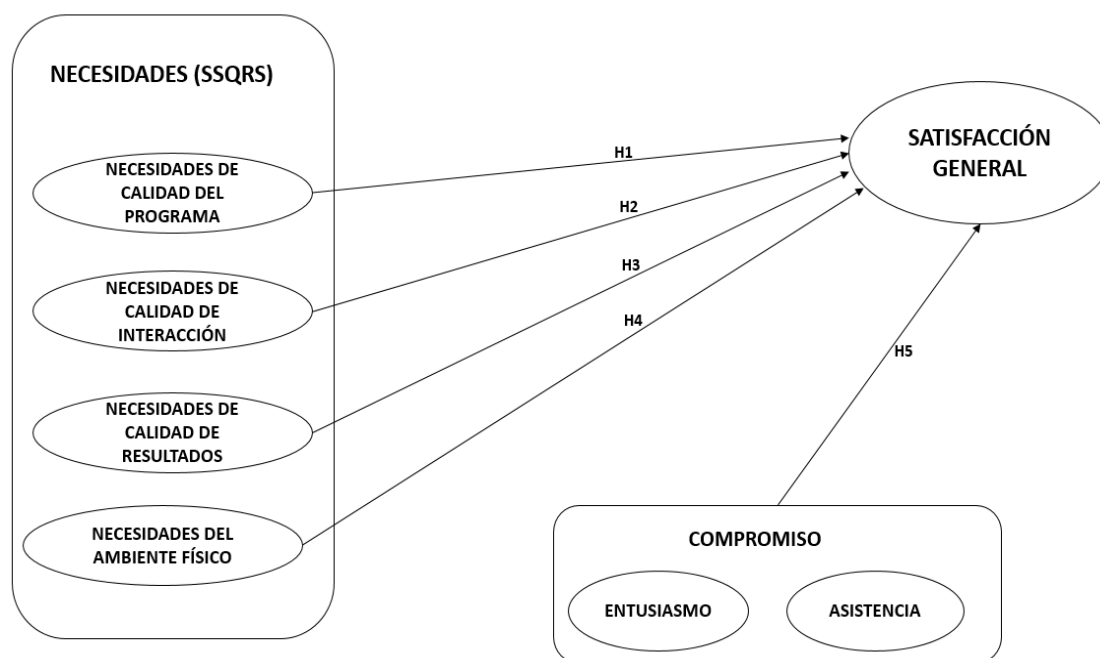 NECESIDADES (SSQRS)
NECESIDADES DE
CALIDAD DEL
PROGRAMA
NECESIDADES DE
CALIDAD DE
INTERACCIÓN
NECESIDADES DE
CALIDAD DE
RESULTADOS
NECESIDADES DEL
AMBIENTE FÍSICO
H1
H2
H3
H4
SATISFACCIÓN
GENERAL
H5
COMPROMISO
ENTUSIASMO
ASISTENCIA